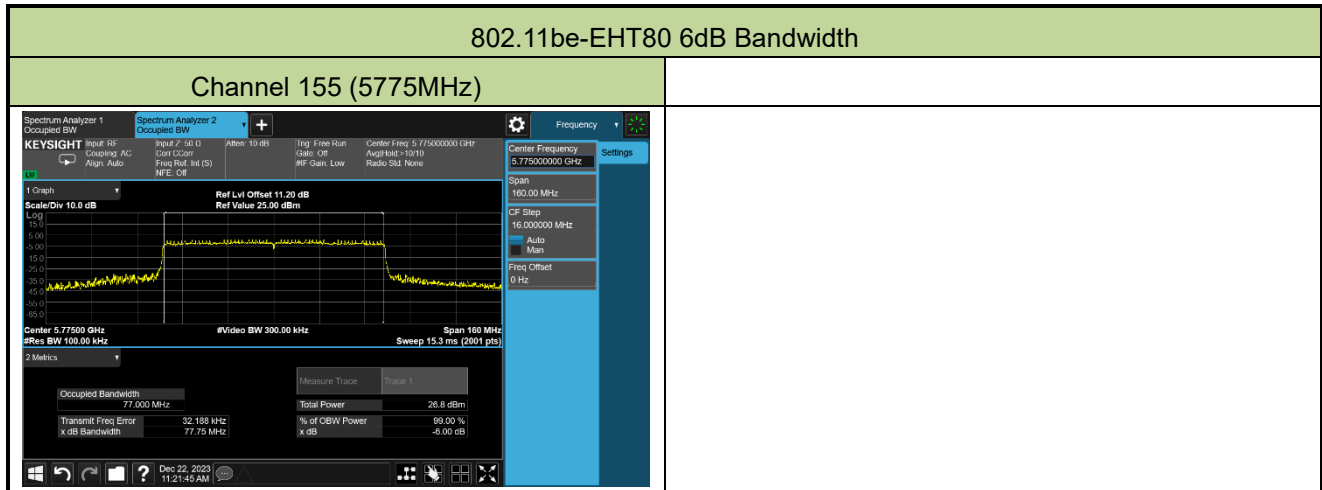 802.11be-EHT80 6dB Bandwidth
Channel 155 (5775MHz)
Spectrum Analyzer 1
Occupied BW
Spectrum Analyzer 2
Occupied BW
Frequency
KEYSIGHT
Input: RF
Coupling: AC
Align: Auto
Input Z: 50 Ω
Corr CCorr
Freq Ref: Int (S)
NFE: Off
Atten: 10 dB
Trig: Free Run
Gate: Off
#IF Gain: Low
Center Freq: 5.775000000 GHz
Avg|Hold:>10/10
Radio Std: None
Center Frequency
5.775000000 GHz
Settings
Span
160.00 MHz
CF Step
16.000000 MHz
Auto
Man
Freq Offset
0 Hz
1 Graph
Scale/Div 10.0 dB
Ref Lvl Offset 11.20 dB
Ref Value 25.00 dBm
Log
15.0
5.00
-5.00
-15.0
-25.0
-35.0
-45.0
-55.0
-65.0
Center 5.77500 GHz
#Video BW 300.00 kHz
Span 160 MHz
#Res BW 100.00 kHz
Sweep 15.3 ms (2001 pts)
2 Metrics
Measure Trace
Trace 1
Occupied Bandwidth
77.000 MHz
Total Power 26.8 dBm
Transmit Freq Error 32.188 kHz
% of OBW Power 99.00 %
x dB Bandwidth 77.75 MHz
x dB -6.00 dB
Dec 22, 2023
11:21:45 AM